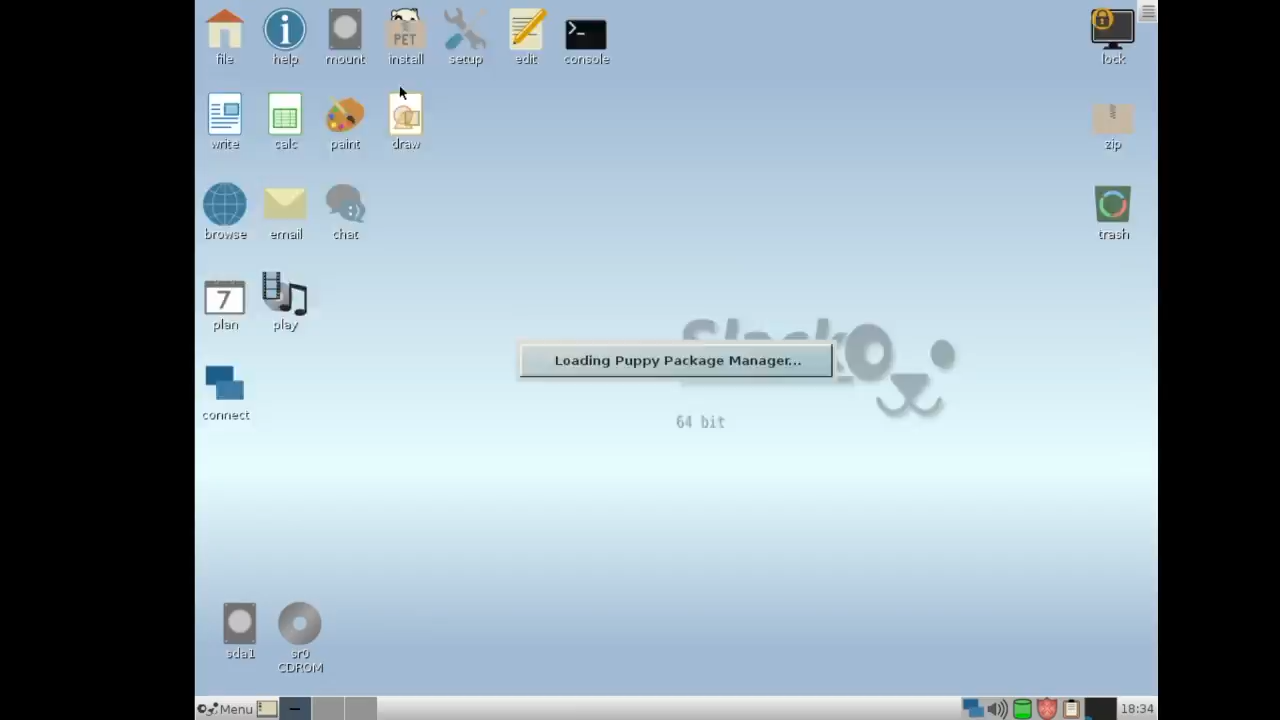 file help mount install setup edit console lock
PET
write calc paint draw zip
browse email chat trash
7
plan play
Loading Puppy Package Manager...
64 bit
connect
sda1 sr0
CDROM
Menu 18:34